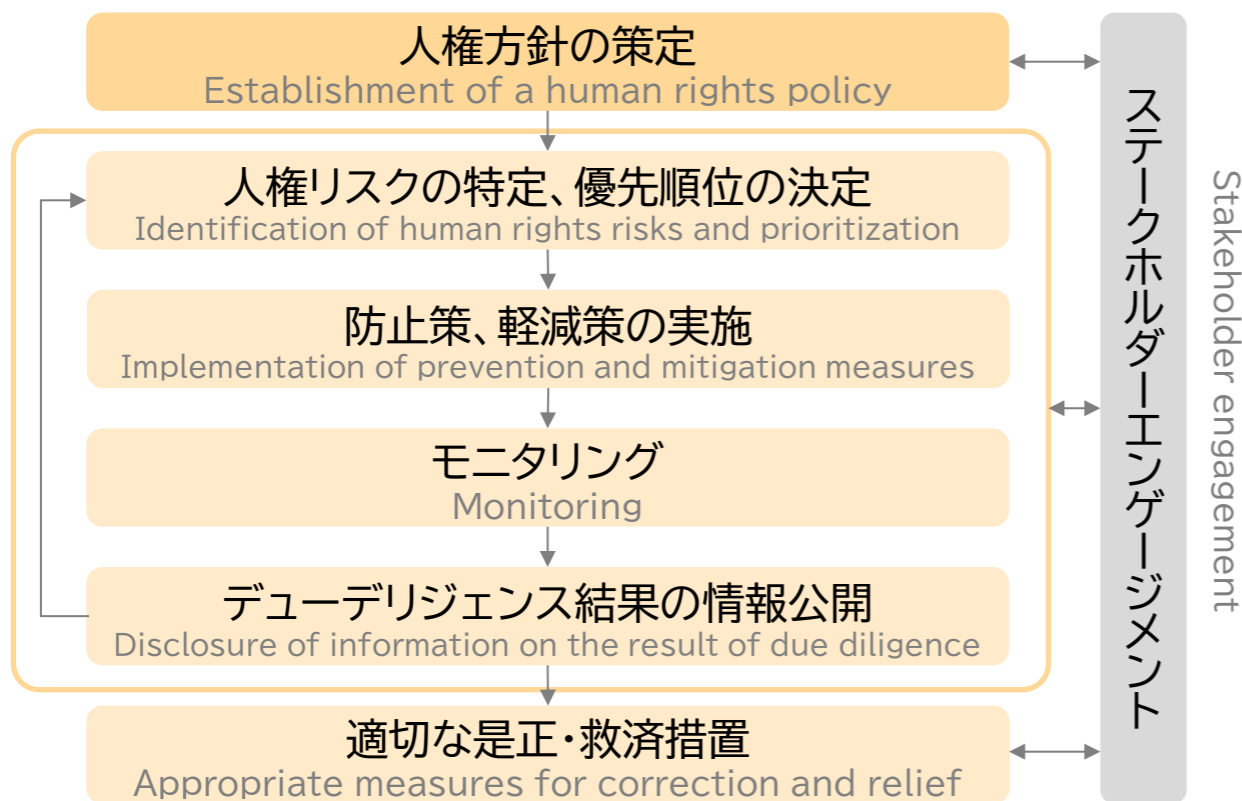 人権方針の策定
Establishment of a human rights policy
人権リスクの特定、優先順位の決定
Identification of human rights risks and prioritization
防止策、軽減策の実施
Implementation of prevention and mitigation measures
モニタリング
Monitoring
デューデリジェンス結果の情報公開
Disclosure of information on the result of due diligence
適切な是正・救済措置
Appropriate measures for correction and relief
ステークホルダーエンゲージメント
Stakeholder engagement